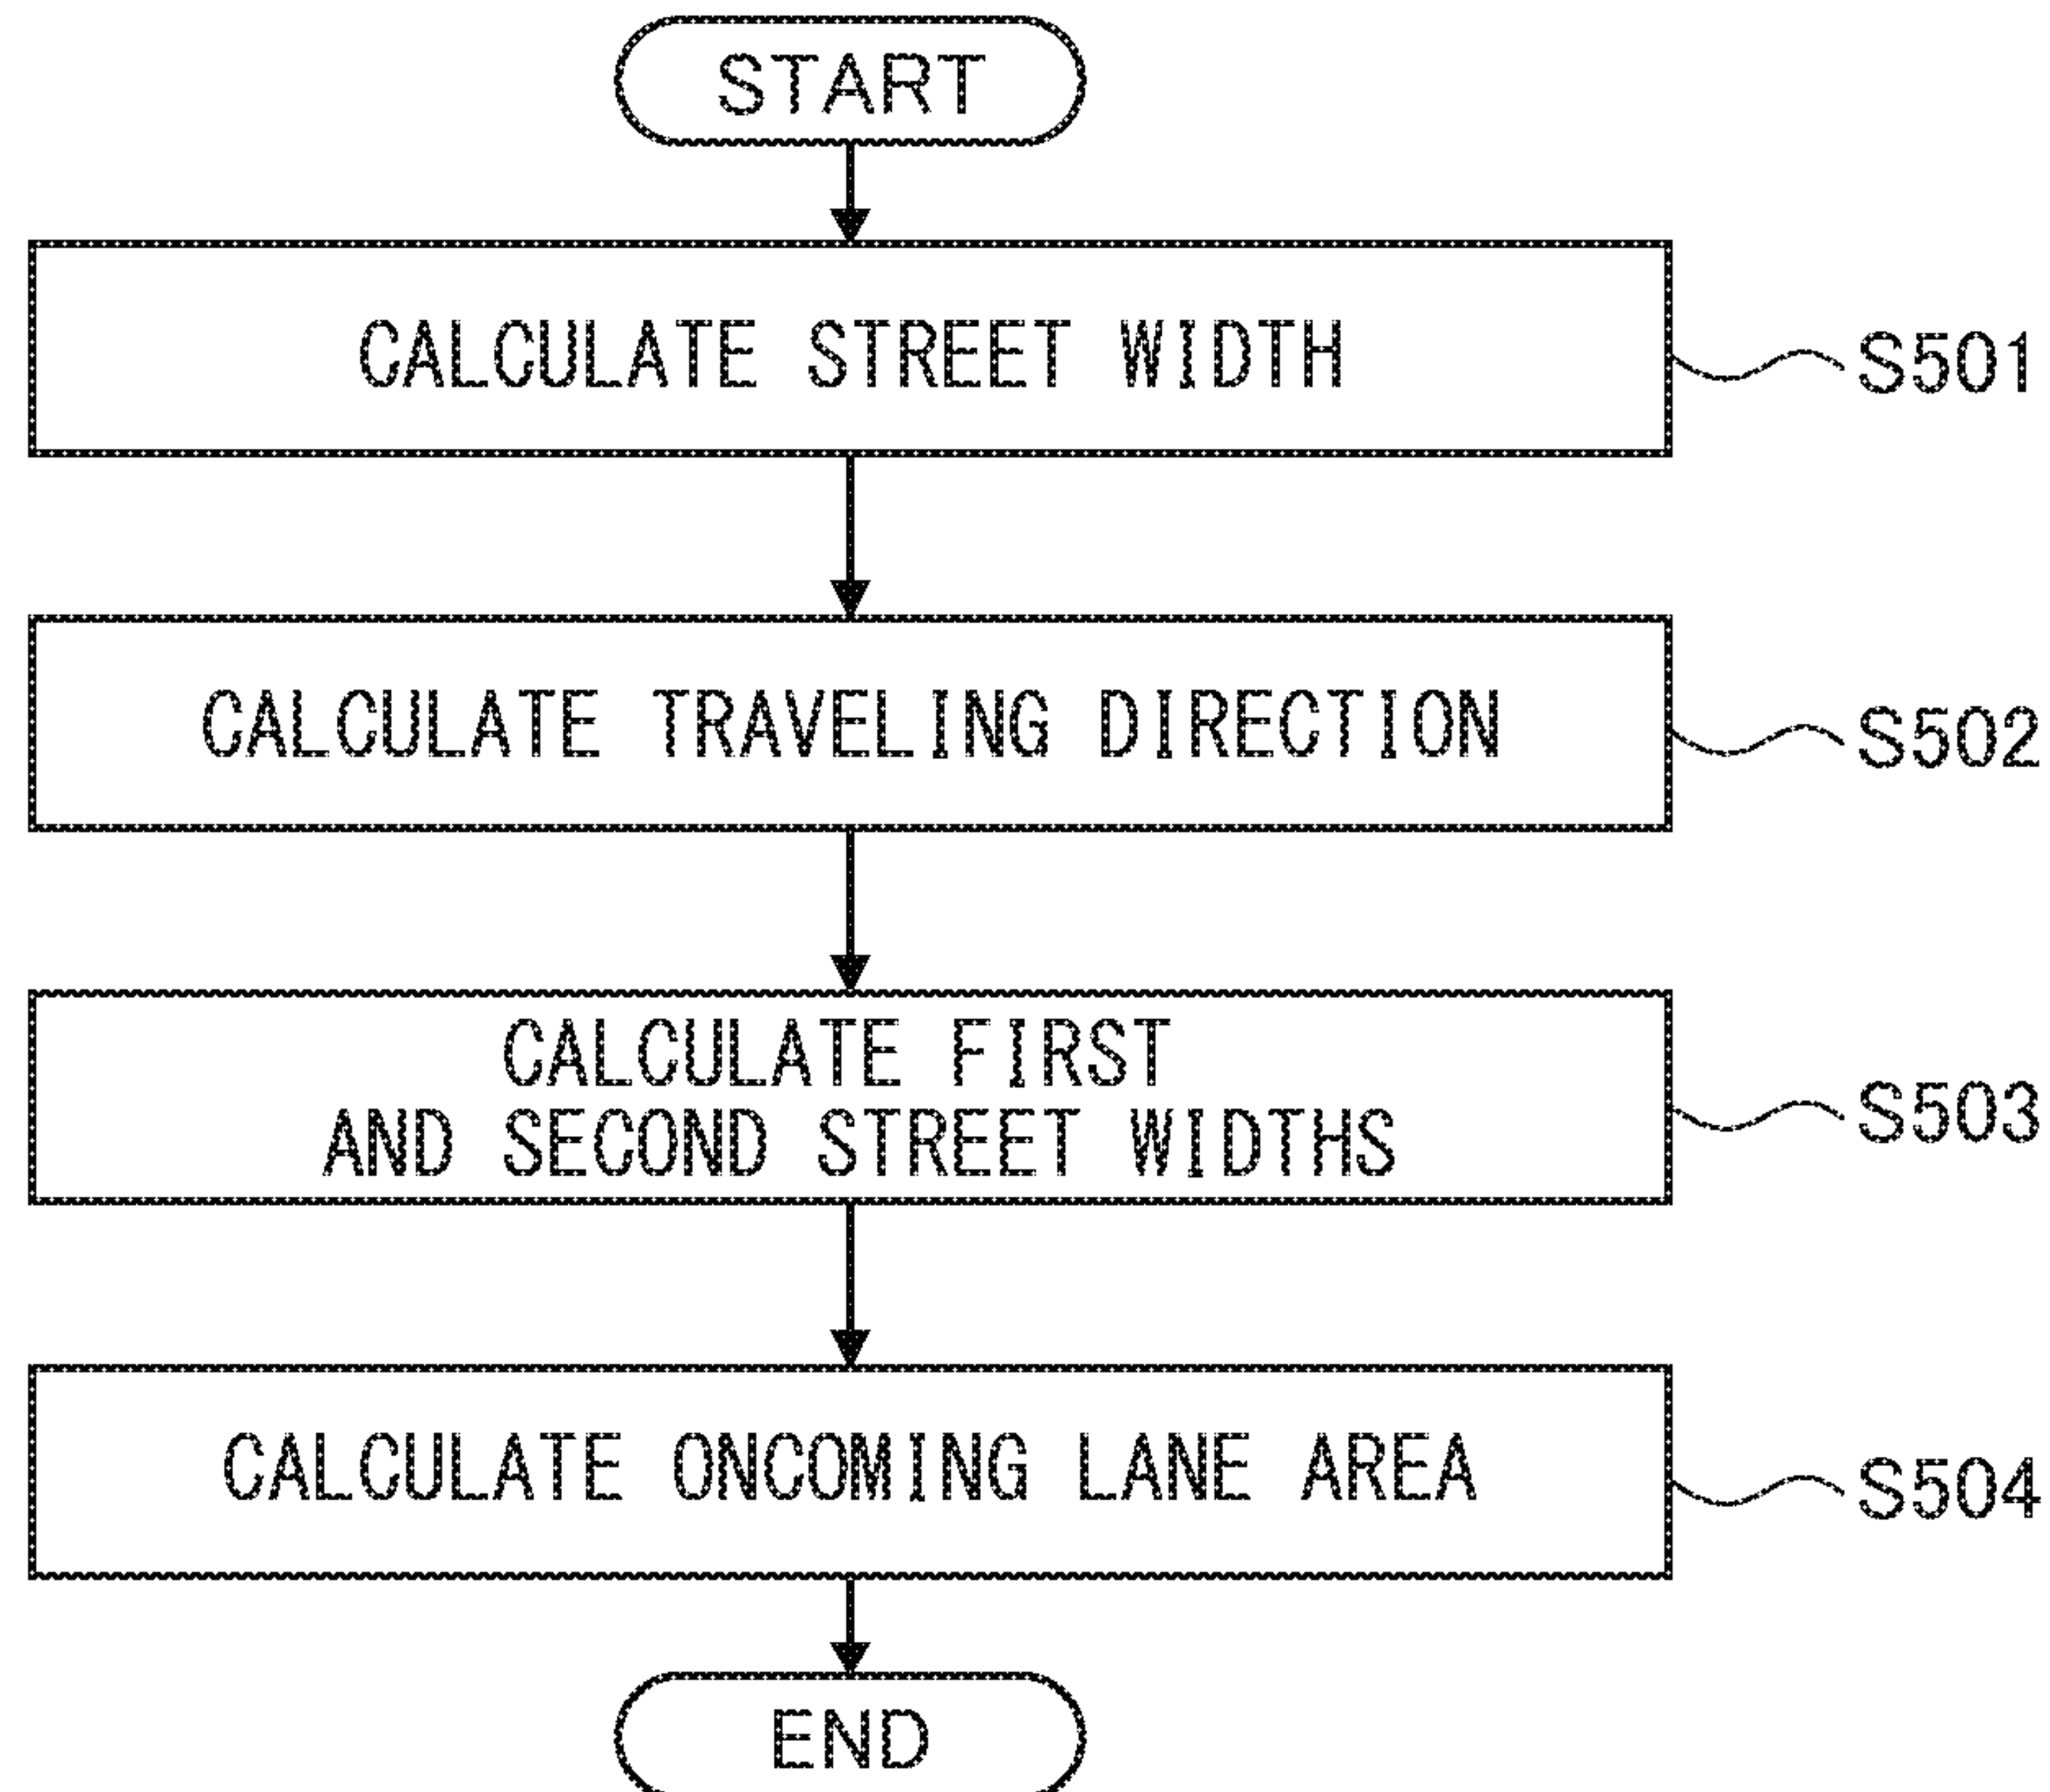 START
CALCULATE STREET WIDTH
S501
CALCULATE TRAVELING DIRECTION
S502
CALCULATE FIRST
AND SECOND STREET WIDTHS
S503
CALCULATE ONCOMING LANE AREA
S504
END